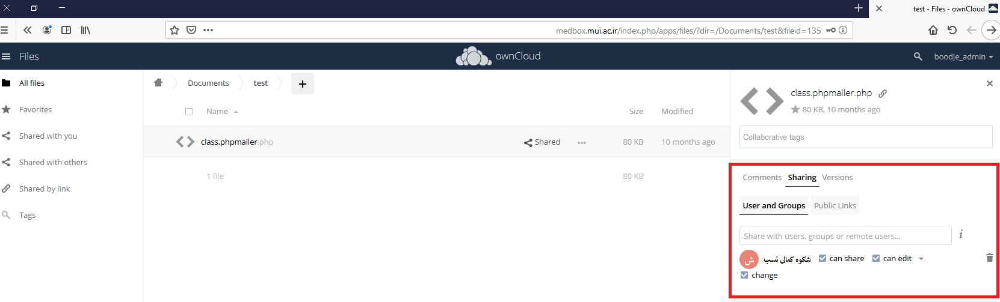 test - Files - ownCloud
medbox.mui.ac.ir/index.php/apps/files/?dir=/Documents/test&fileid=135
Files
ownCloud
boodje_admin
All files
Favorites
Shared with you
Shared with others
Shared by link
Tags
Documents
test
+
Name
Size
Modified
class.phpmailer.php
Shared
80 KB
10 months ago
1 file
80 KB
class.phpmailer.php
80 KB, 10 months ago
Collaborative tags
Comments Sharing Versions
User and Groups Public Links
Share with users, groups or remote users...
i
ش شکوه کمالی نسب can share can edit
change